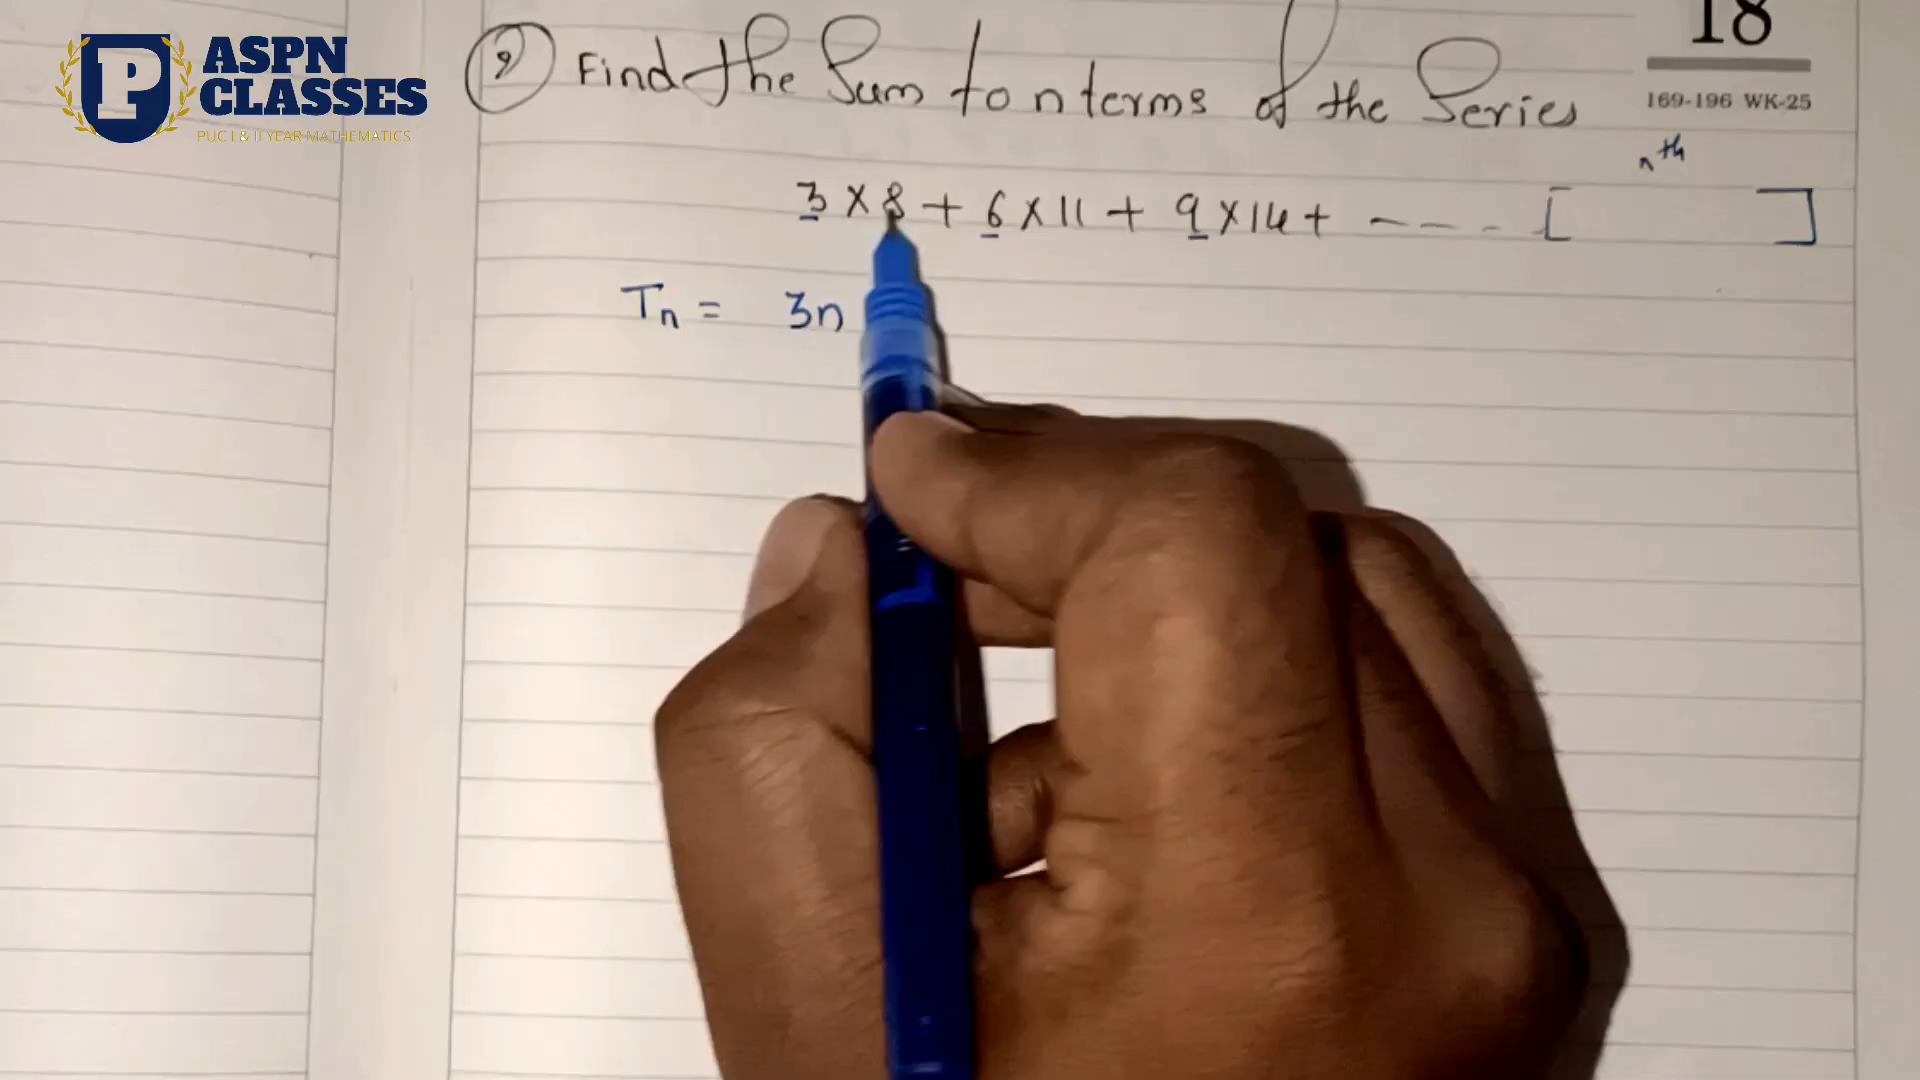 ASPN
CLASSES
PUC I & II YEAR MATHEMATICS
18
169-196 WK-25
9) Find the Sum to n terms of the Series
nth
3 × 8 + 6 × 11 + 9 × 14 + ---- [ ]
Tn = 3n